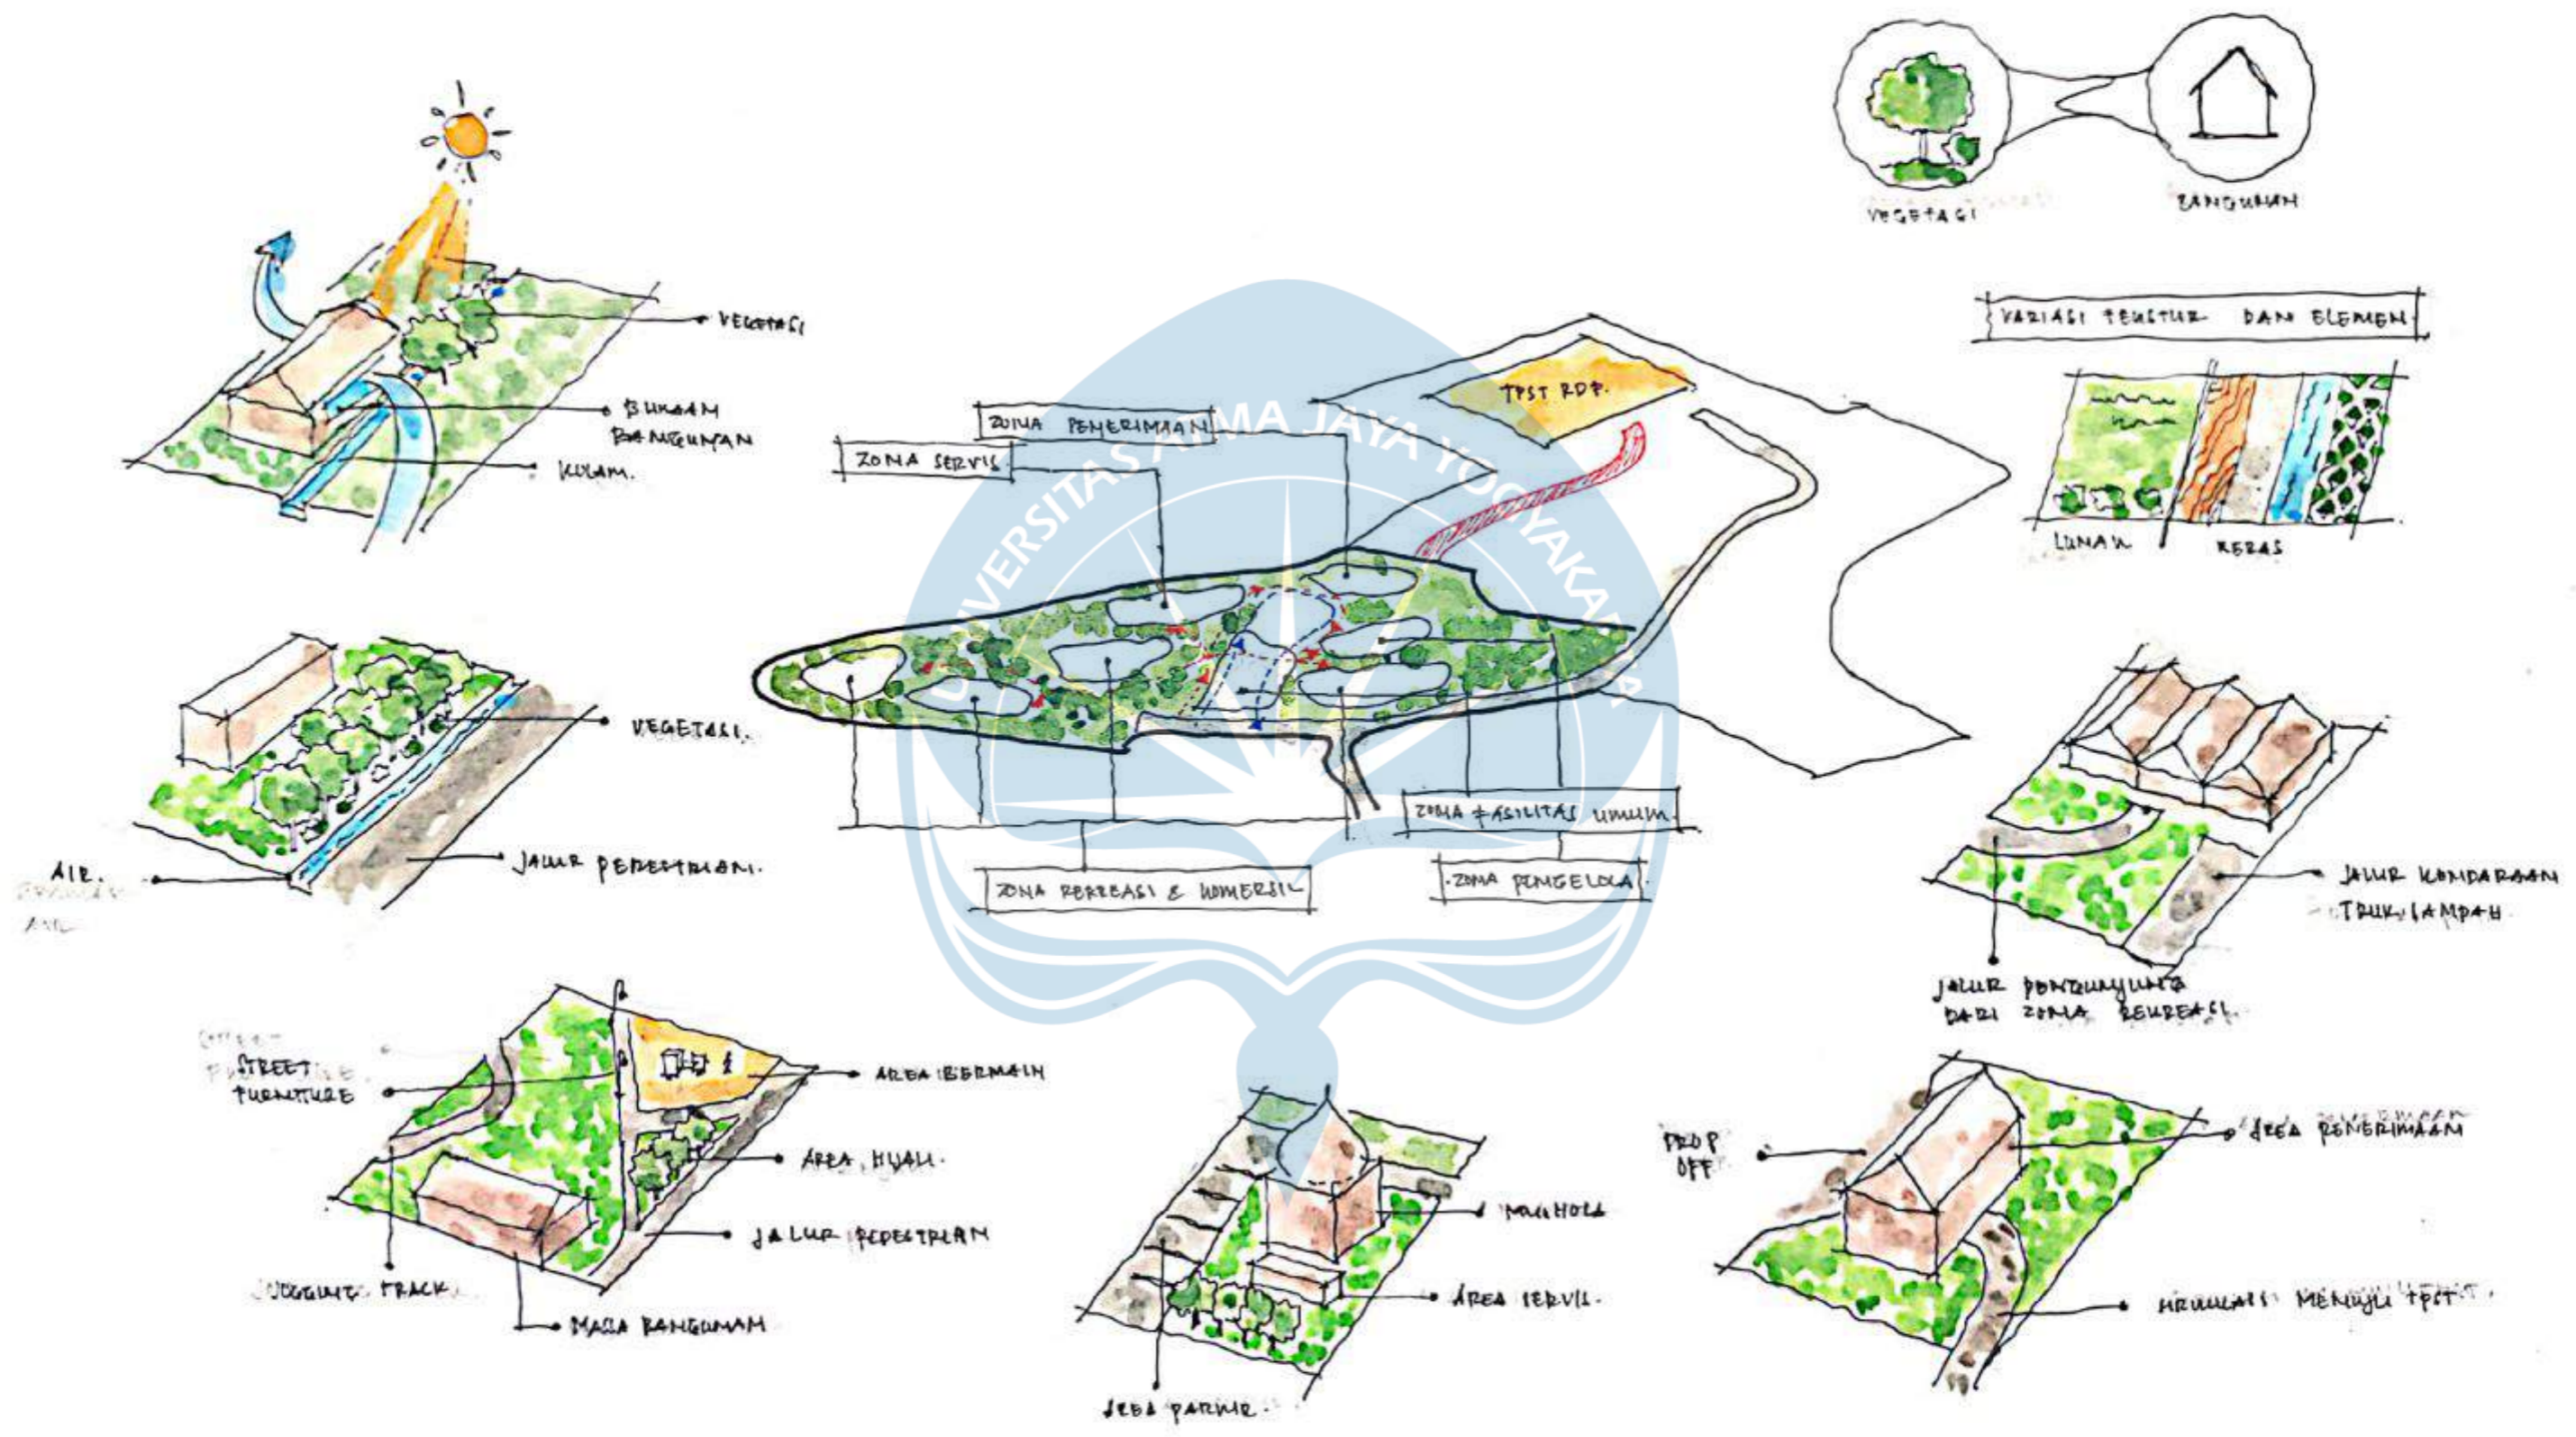 VEGETASI
BANGUNAN
VARIASI TEKSTUR DAN ELEMEN
LUNAK
KERAS
VEGETASI
BUKAAN
BANGUNAN
KOLAM.
ZONA PENERIMAAN
ZONA SERVIS
TPST RDF.
UNIVERSITAS ATMA JAYA YOGYAKARTA
VEGETASI.
AIR.
JALUR PEDESTRIAN.
ZONA FASILITAS UMUM.
ZONA REKREASI & KOMERSIL
ZONA PENGELOLA
JALUR KENDARAAN
TRUK SAMPAH
JALUR PENGUNJUNG
DARI ZONA REKREASI.
STREET
FURNITURE
AREA BERMAIN
AREA HIJAU.
JALUR PEDESTRIAN
JOGGING TRACK
MASA BANGUNAN
AREA SERVIS.
AREA PARKIR.
DROP
OFF
AREA PENERIMAAN
MENUJU TPST